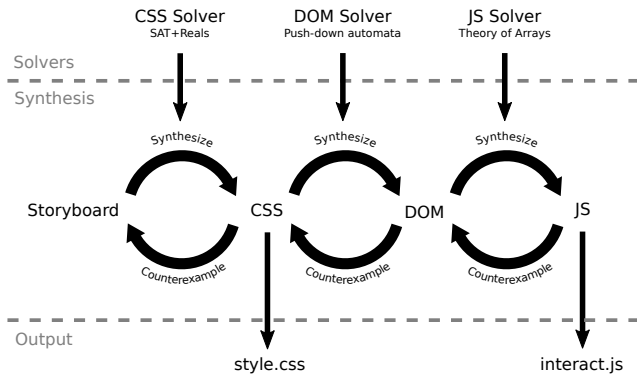 CSS Solver DOM Solver JS Solver
SAT+Reals Push-down automata Theory of Arrays
Solvers
Synthesis
Synthesize Synthesize Synthesize
Storyboard CSS DOM JS
Counterexample Counterexample Counterexample
Output
style.css interact.js